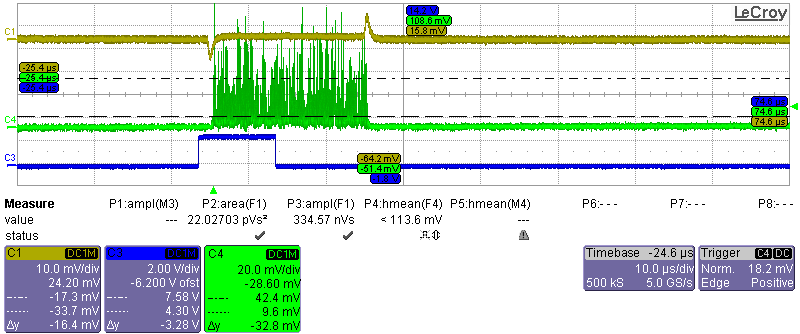 LeCroy
C1
108.6 mV
15.8 mV
-25.4 µs
-25.4 µs
-25.4 µs
C4
74.6 µs
74.6 µs
C3
-64.2 mV
-51.4 mV
Measure P1:ampl(M3) P2:area(F1) P3:ampl(F1) P4:hmean(F4) P5:hmean(M4) P6:- - - P7:- - - P8:- - -
value --- 22.02703 pVs² 334.57 nVs < 113.6 mV ---
status
C1 DC1M C3 DC1M C4 DC1M Timebase -24.6 µs Trigger C4 DC
10.0 mV/div 2.00 V/div 20.0 mV/div 10.0 µs/div Norm. 18.2 mV
24.20 mV -6.200 V ofst -28.60 mV 500 kS 5.0 GS/s Edge Positive
-17.3 mV 7.58 V 42.4 mV
-33.7 mV 4.30 V 9.6 mV
Δy -16.4 mV Δy -3.28 V Δy -32.8 mV